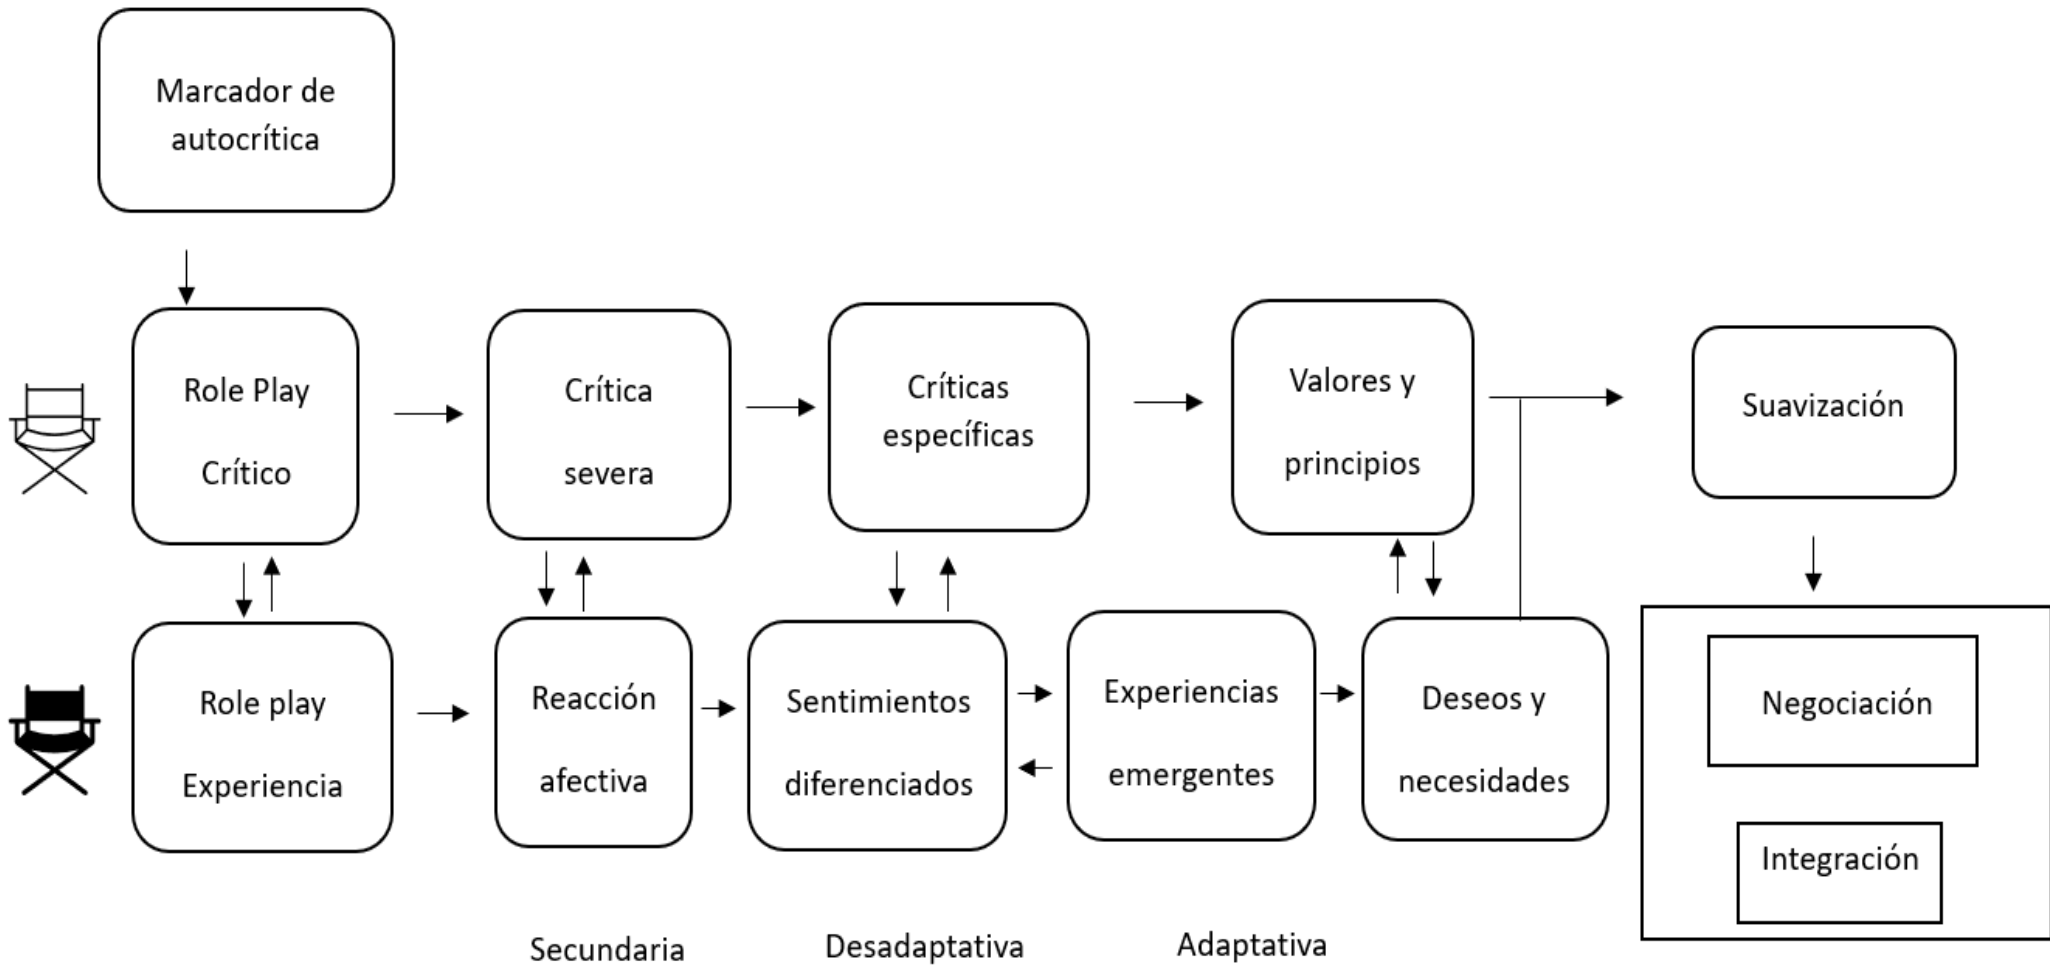 Marcador de
autocrítica
Role Play
Crítico
Crítica
severa
Críticas
específicas
Valores y
principios
Suavización
Role play
Experiencia
Reacción
afectiva
Sentimientos
diferenciados
Experiencias
emergentes
Deseos y
necesidades
Negociación
Integración
Secundaria
Desadaptativa
Adaptativa